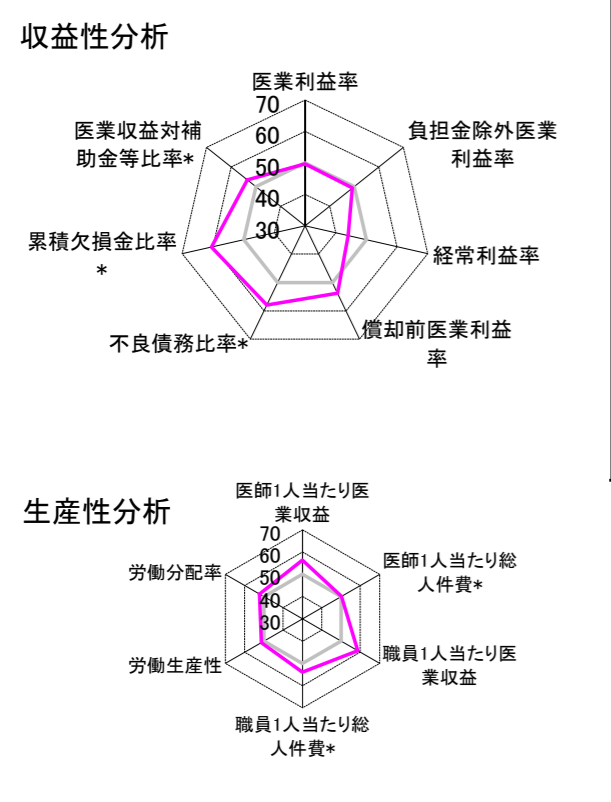 収益性分析
医業利益率
70
60
50
40
30
負担金除外医業
利益率
経常利益率
償却前医業利益
率
不良債務比率*
累積欠損金比率
*
医業収益対補
助金等比率*
生産性分析
医師1人当たり医
業収益
70
60
50
40
30
医師1人当たり総
人件費*
職員1人当たり医
業収益
職員1人当たり総
人件費*
労働生産性
労働分配率